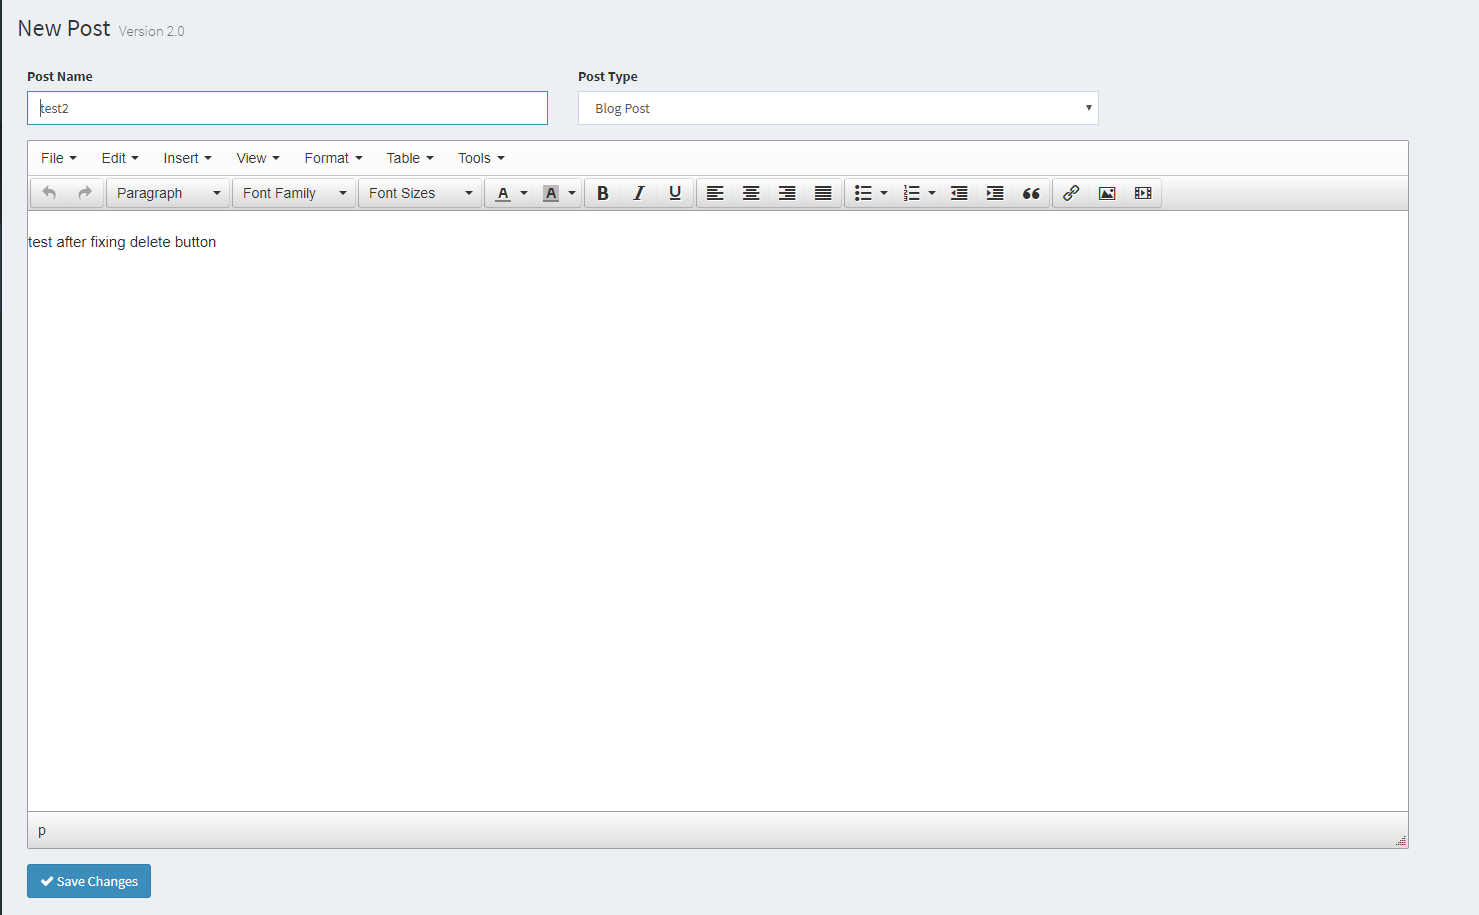 New Post Version 2.0
Post Name Post Type
test2 Blog Post
File Edit Insert View Format Table Tools
Paragraph Font Family Font Sizes A A B I U
test after fixing delete button
p
Save Changes